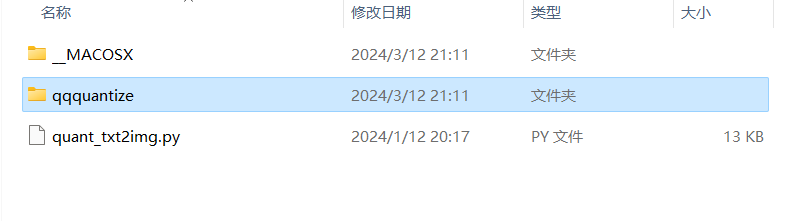 名称 修改日期 类型 大小
__MACOSX 2024/3/12 21:11 文件夹
qqquantize 2024/3/12 21:11 文件夹
quant_txt2img.py 2024/1/12 20:17 PY 文件 13 KB